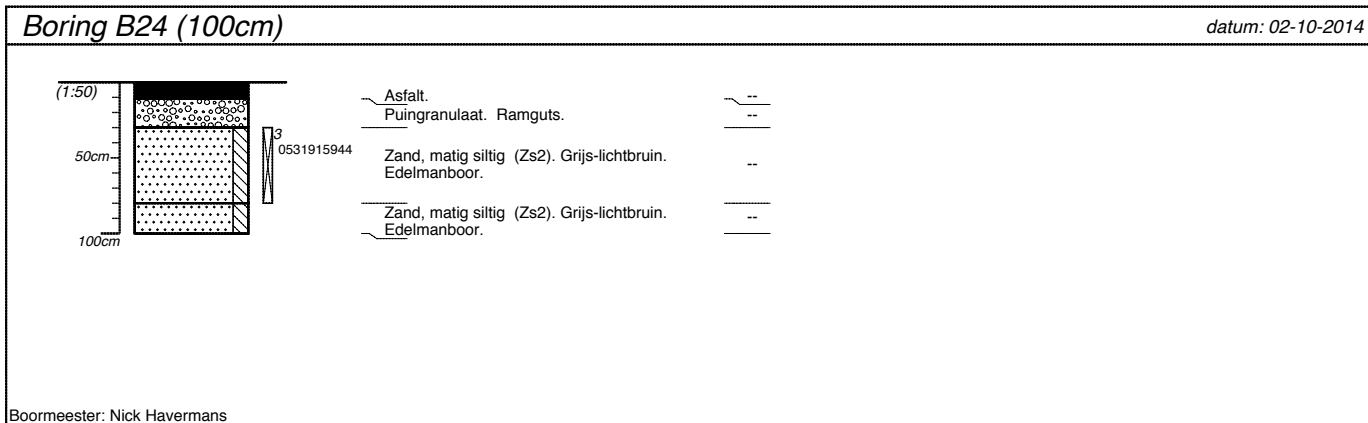 Boring B24 (100cm)
datum: 02-10-2014
(1:50)
Asfalt.
--
Puingranulaat. Ramguts.
--
3
0531915944
50cm
Zand, matig siltig (Zs2). Grijs-lichtbruin.
Edelmanboor.
--
Zand, matig siltig (Zs2). Grijs-lichtbruin.
Edelmanboor.
--
100cm
Boormeester: Nick Havermans